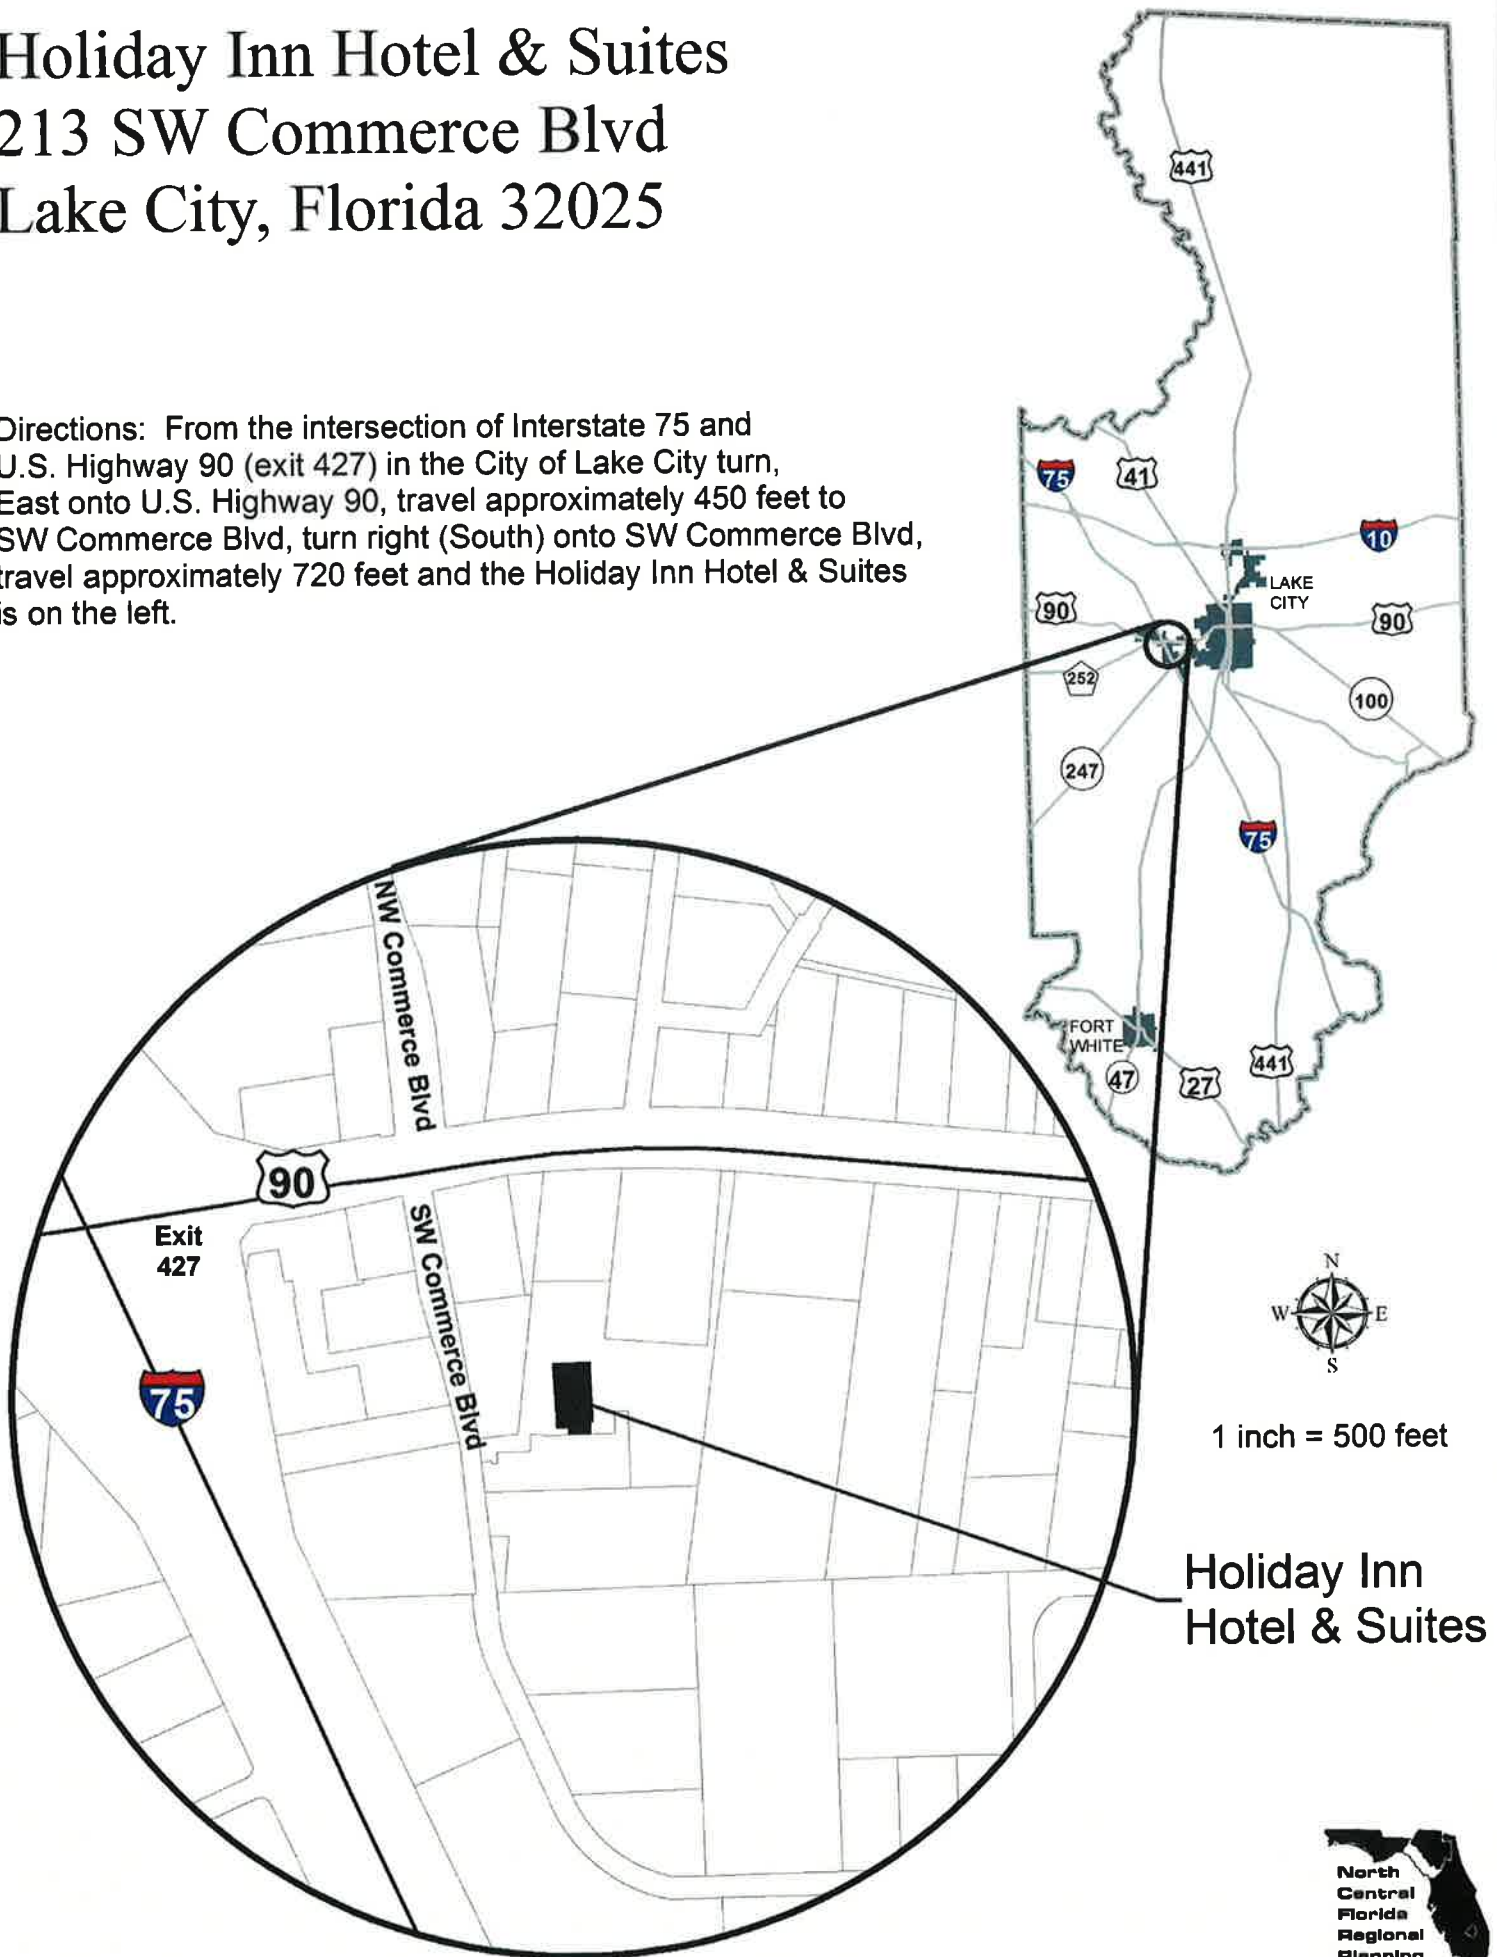 Holiday Inn Hotel & Suites
213 SW Commerce Blvd
Lake City, Florida 32025
Directions: From the intersection of Interstate 75 and
U.S. Highway 90 (exit 427) in the City of Lake City turn,
East onto U.S. Highway 90, travel approximately 450 feet to
SW Commerce Blvd, turn right (South) onto SW Commerce Blvd,
travel approximately 720 feet and the Holiday Inn Hotel & Suites
is on the left.
441
75
41
10
LAKE
CITY
90
90
252
100
247
75
FORT
WHITE
47
27
441
NW Commerce Blvd
90
Exit
427
SW Commerce Blvd
75
N
W
E
S
1 inch = 500 feet
Holiday Inn
Hotel & Suites
North
Central
Florida
Regional
Planning